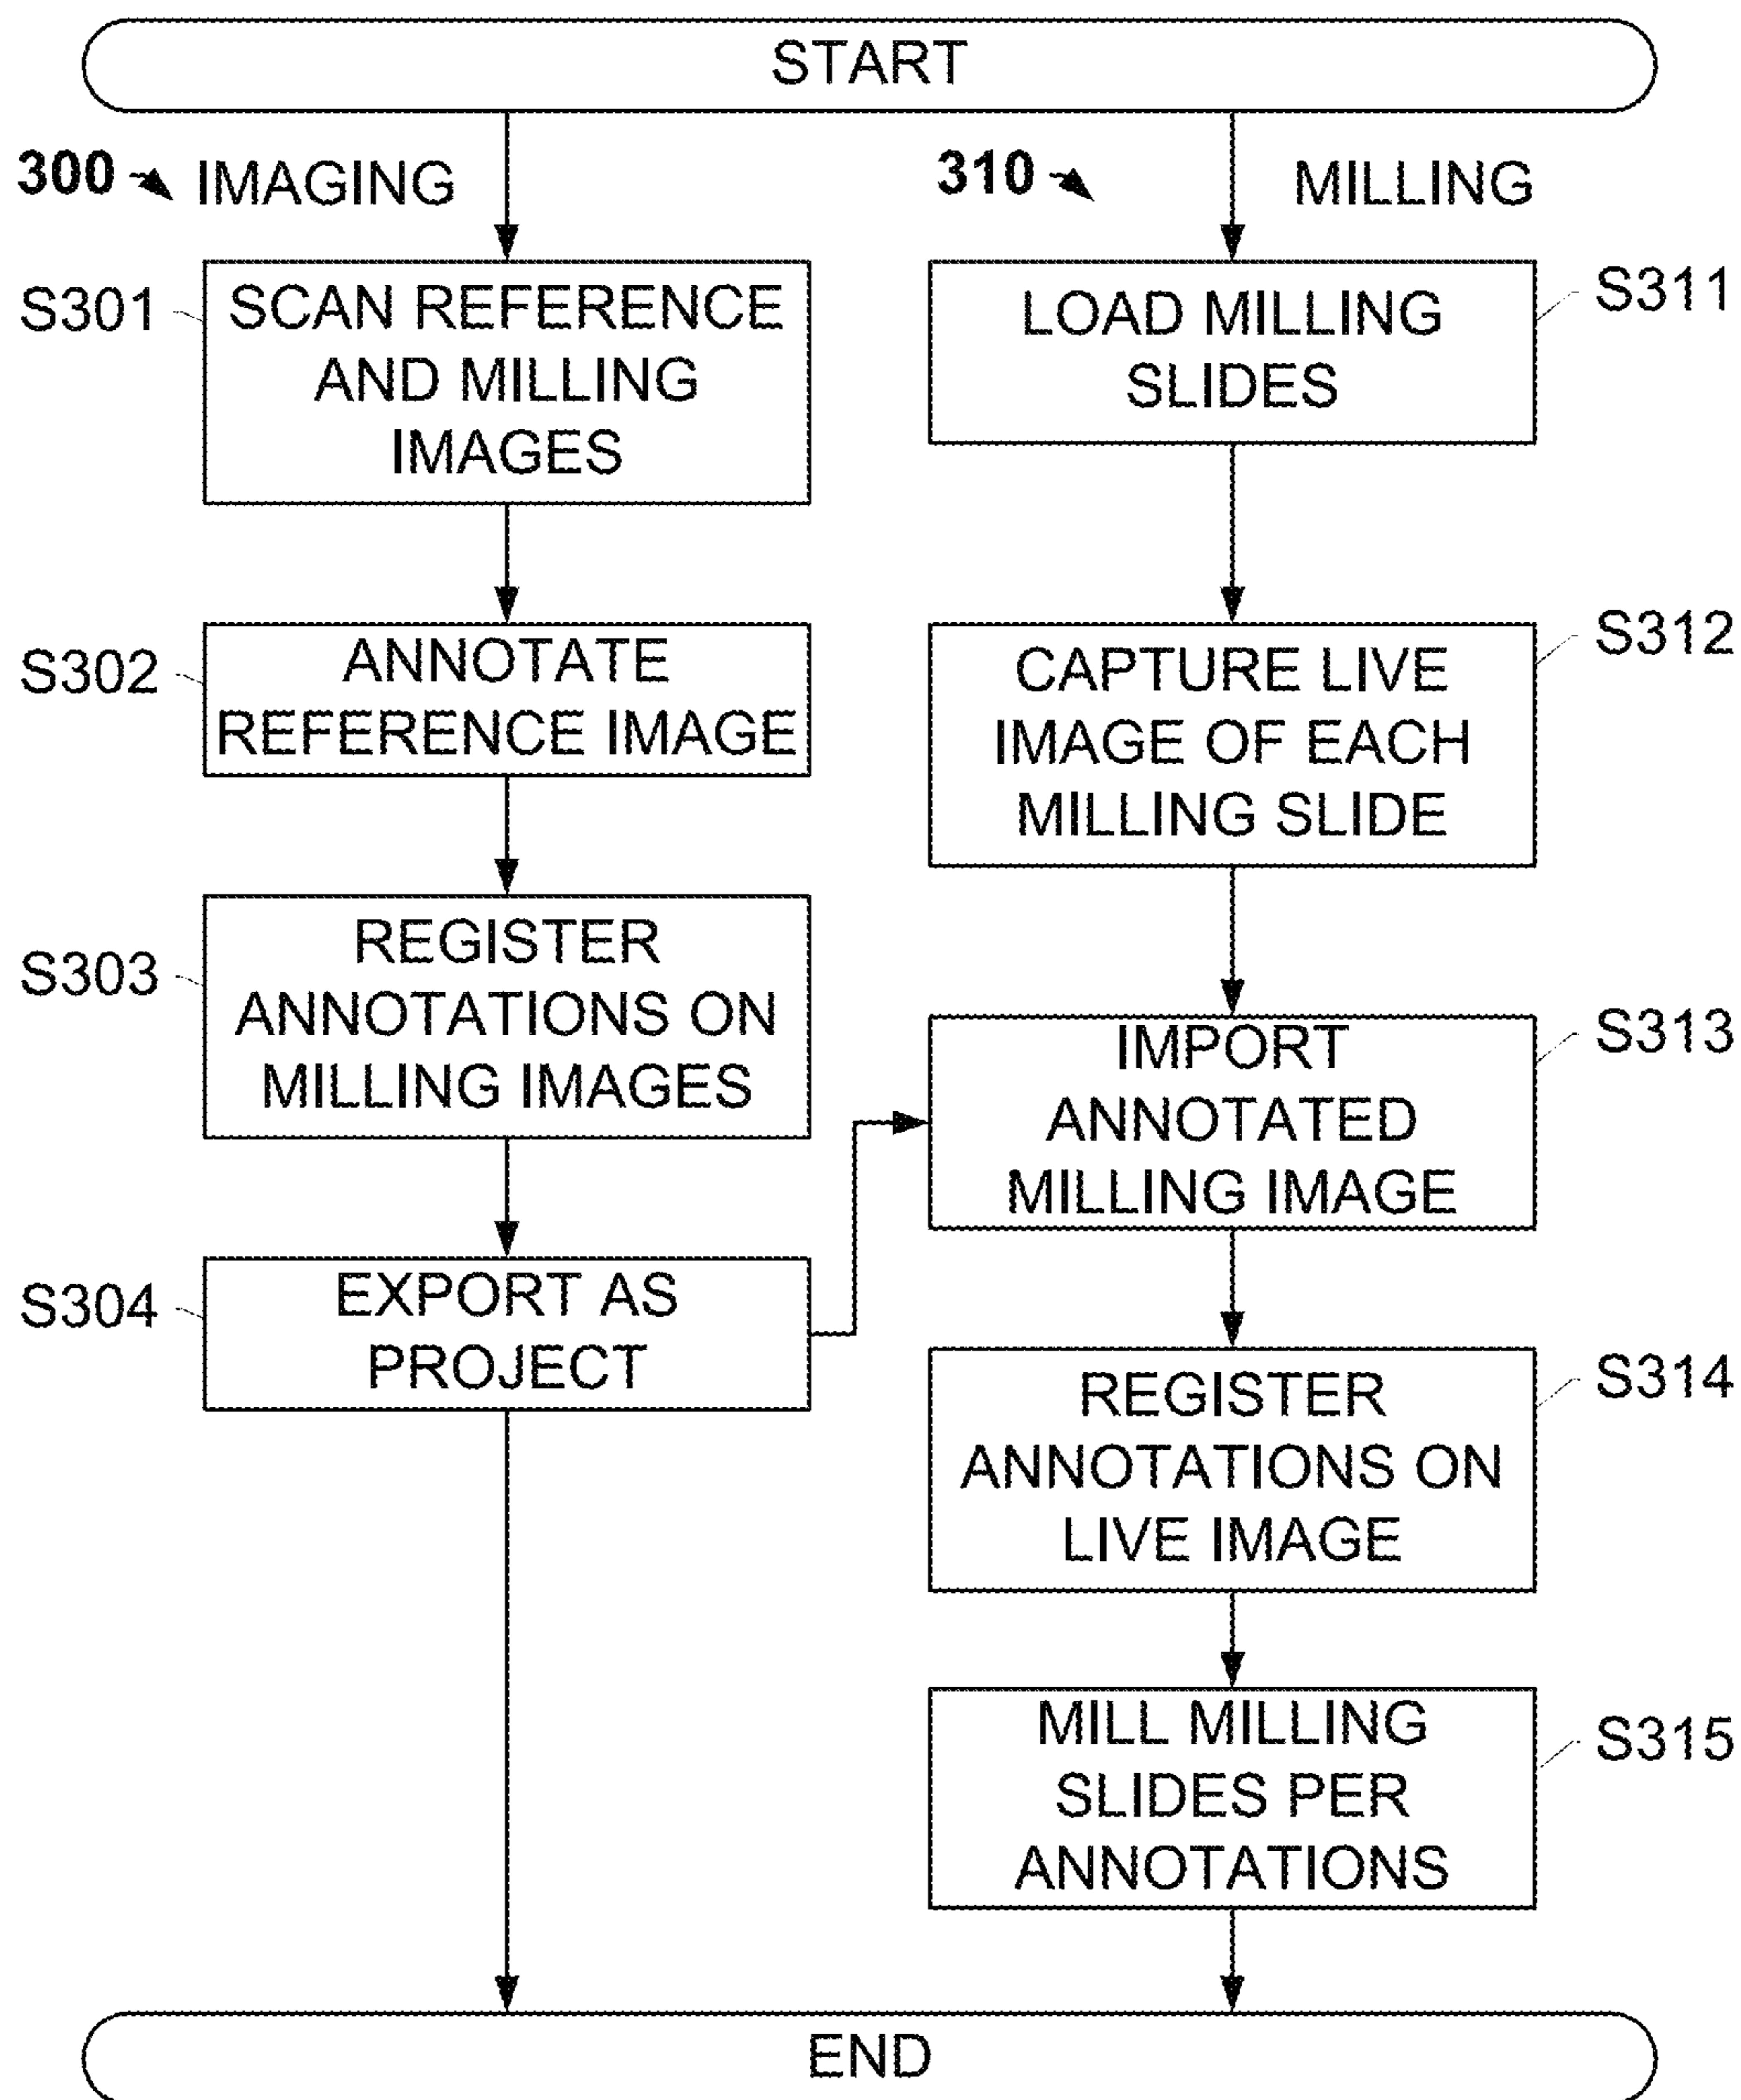 START
300
IMAGING
310
MILLING
S301
SCAN REFERENCE
AND MILLING
IMAGES
S302
ANNOTATE
REFERENCE IMAGE
S303
REGISTER
ANNOTATIONS ON
MILLING IMAGES
S304
EXPORT AS
PROJECT
S311
LOAD MILLING
SLIDES
S312
CAPTURE LIVE
IMAGE OF EACH
MILLING SLIDE
S313
IMPORT
ANNOTATED
MILLING IMAGE
S314
REGISTER
ANNOTATIONS ON
LIVE IMAGE
S315
MILL MILLING
SLIDES PER
ANNOTATIONS
END